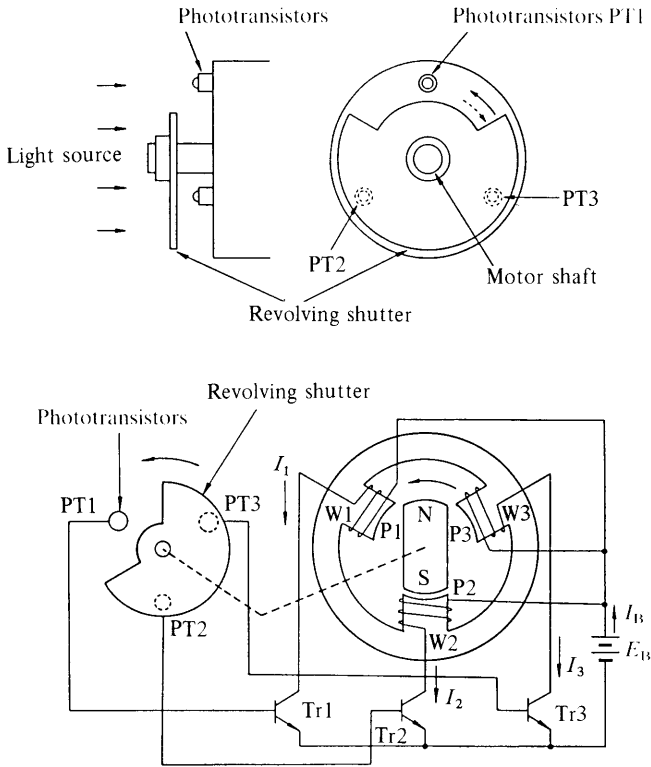 Phototransistors
Phototransistors PT1
Light source
PT3
PT2
Motor shaft
Revolving shutter
Revolving shutter
Phototransistors
I1
PT1
PT3
W1
P1
N
P3
W3
S
P2
PT2
W2
IB
EB
I3
I2
Tr1
Tr2
Tr3